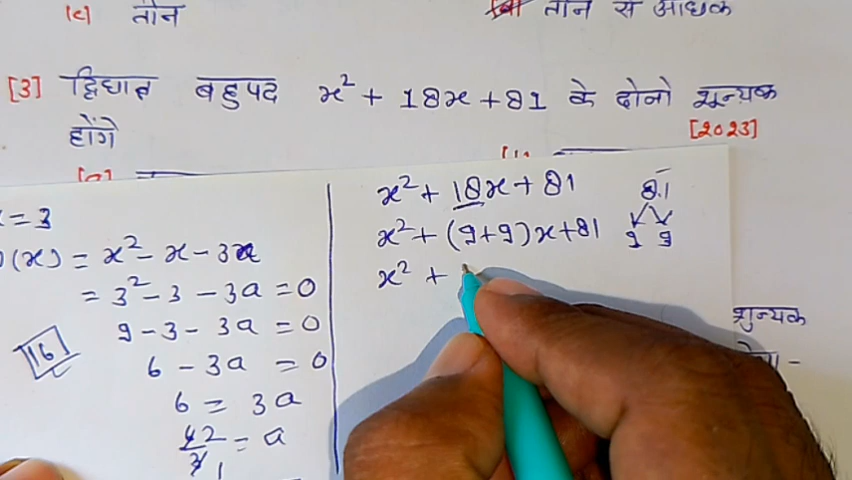 [c] तीन
तीन से अधिक
[3] द्विघात बहुपद x² + 18x + 81 के दोनो शून्यक
होंगे
[2023]
x² + 18x + 81
81
x² + (9+9)x + 81
9 9
x² +
= 3
(x) = x² - x - 3a
= 3² - 3 - 3a = 0
9 - 3 - 3a = 0
[16]
6 - 3a = 0
6 = 3a
शून्यक